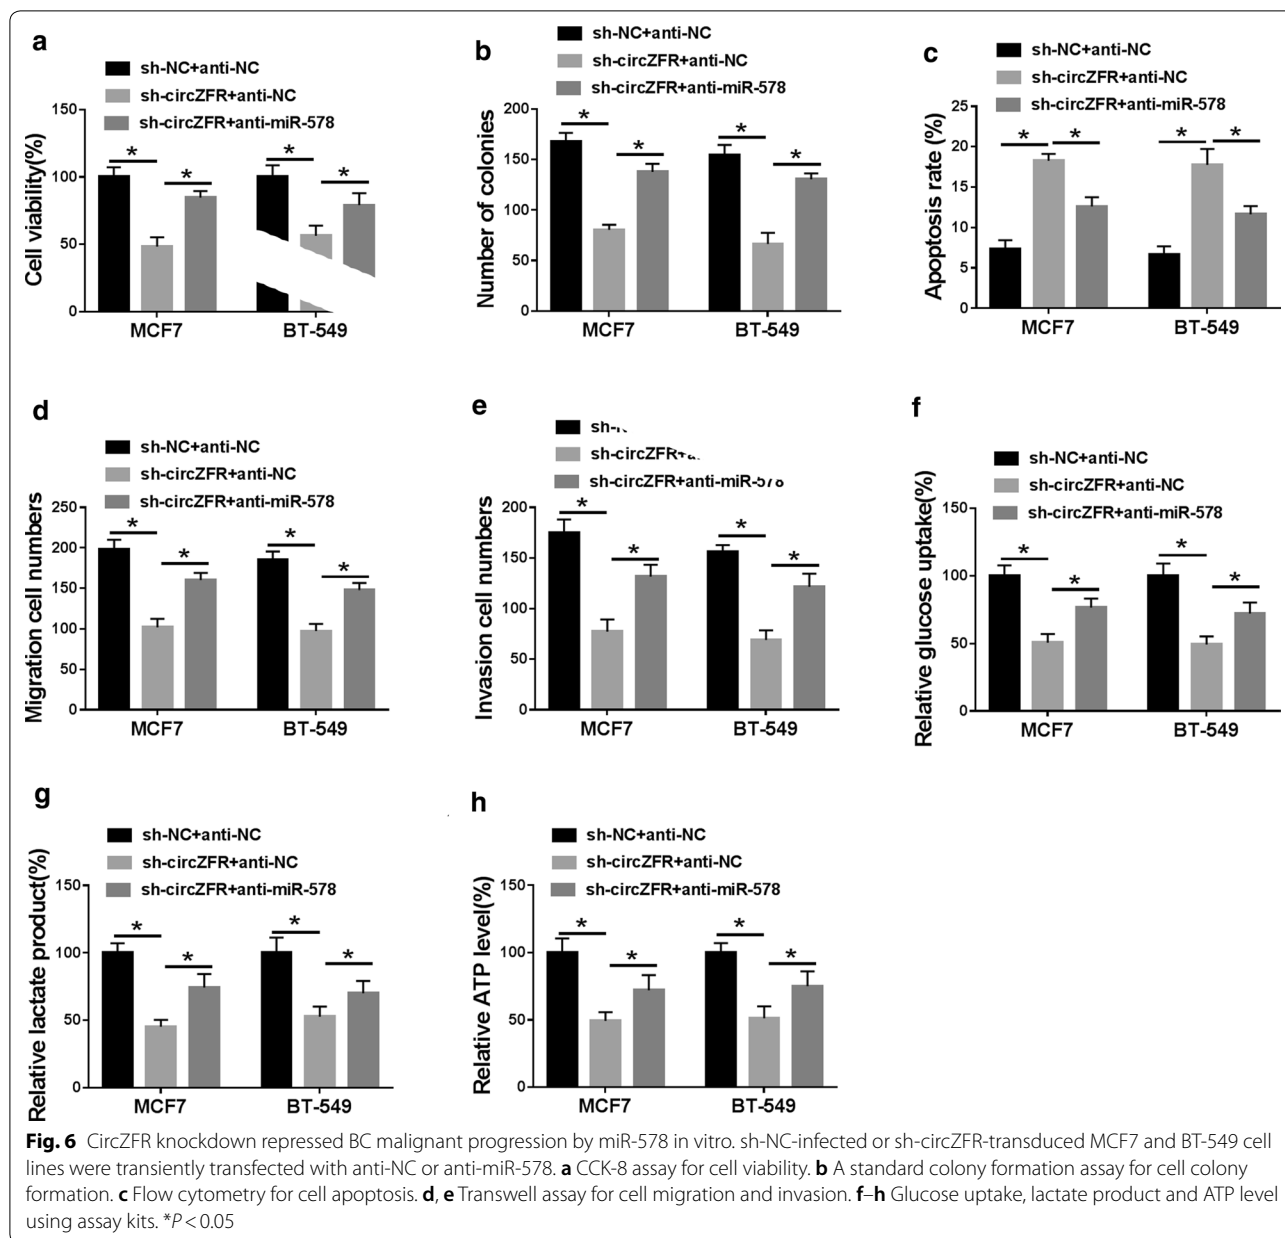 a
sh-NC+anti-NC
sh-circZFR+anti-NC
sh-circZFR+anti-miR-578
Cell viability(%)
150
100
50
0
* * * *
MCF7 BT-549
b
sh-NC+anti-NC
sh-circZFR+anti-NC
sh-circZFR+anti-miR-578
Number of colonies
200
150
100
50
0
* * * *
MCF7 BT-549
c
sh-NC+anti-NC
sh-circZFR+anti-NC
sh-circZFR+anti-miR-578
Apoptosis rate (%)
25
20
15
10
5
0
* * * *
MCF7 BT-549
d
sh-NC+anti-NC
sh-circZFR+anti-NC
sh-circZFR+anti-miR-578
Migration cell numbers
250
200
150
100
50
0
* * * *
MCF7 BT-549
e
sh-circZFR+
sh-circZFR+anti-miR-578
Invasion cell numbers
200
150
100
50
0
* * * *
MCF7 BT-549
f
sh-NC+anti-NC
sh-circZFR+anti-NC
sh-circZFR+anti-miR-578
Relative glucose uptake(%)
150
100
50
0
* * * *
MCF7 BT-549
g
sh-NC+anti-NC
sh-circZFR+anti-NC
sh-circZFR+anti-miR-578
Relative lactate product(%)
150
100
50
0
* * * *
MCF7 BT-549
h
sh-NC+anti-NC
sh-circZFR+anti-NC
sh-circZFR+anti-miR-578
Relative ATP level(%)
150
100
50
0
* * * *
MCF7 BT-549
Fig. 6 CircZFR knockdown repressed BC malignant progression by miR-578 in vitro. sh-NC-infected or sh-circZFR-transduced MCF7 and BT-549 cell
lines were transiently transfected with anti-NC or anti-miR-578. a CCK-8 assay for cell viability. b A standard colony formation assay for cell colony
formation. c Flow cytometry for cell apoptosis. d, e Transwell assay for cell migration and invasion. f–h Glucose uptake, lactate product and ATP level
using assay kits. *P < 0.05